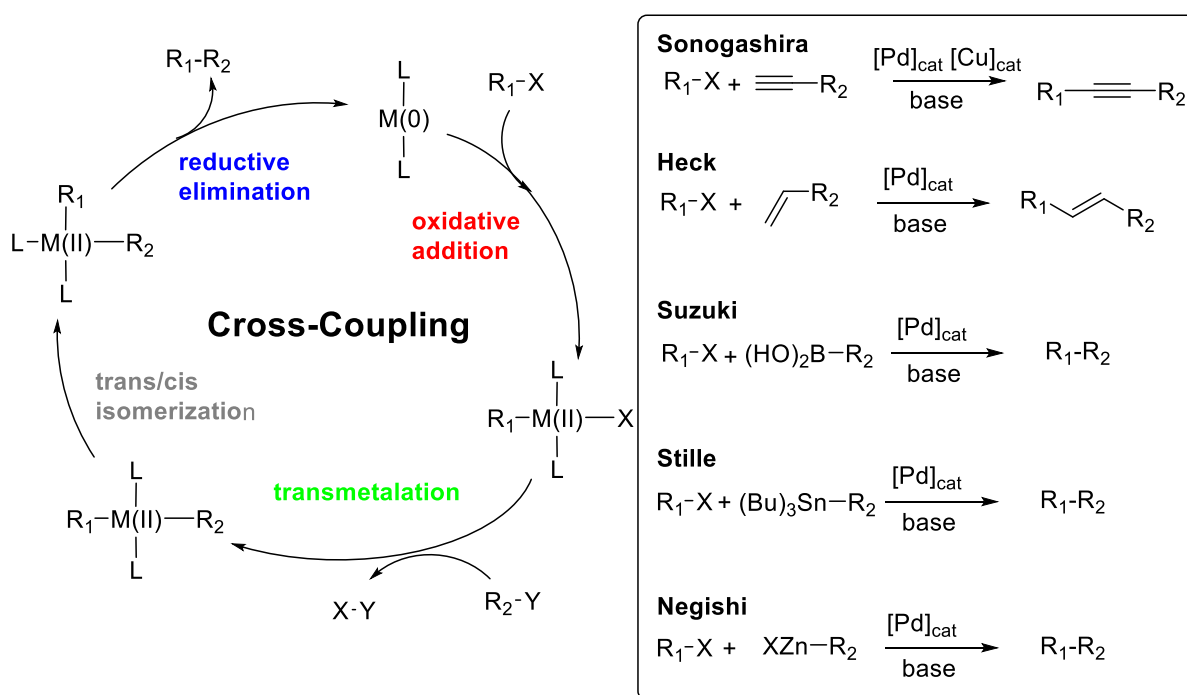 R1-R2
L
M(0)
L
R1-X
reductive
elimination
oxidative
addition
R1
L-M(II)-R2
L
Cross-Coupling
trans/cis
isomerization
L
R1-M(II)-X
L
transmetalation
L
R1-M(II)-R2
L
X-Y
R2-Y
Sonogashira
R1-X + R2
[Pd]cat [Cu]cat
base
R1 R2
Heck
R1-X + R2
[Pd]cat
base
R1 R2
Suzuki
R1-X + (HO)2B-R2
[Pd]cat
base
R1-R2
Stille
R1-X + (Bu)3Sn-R2
[Pd]cat
base
R1-R2
Negishi
R1-X + XZn-R2
[Pd]cat
base
R1-R2